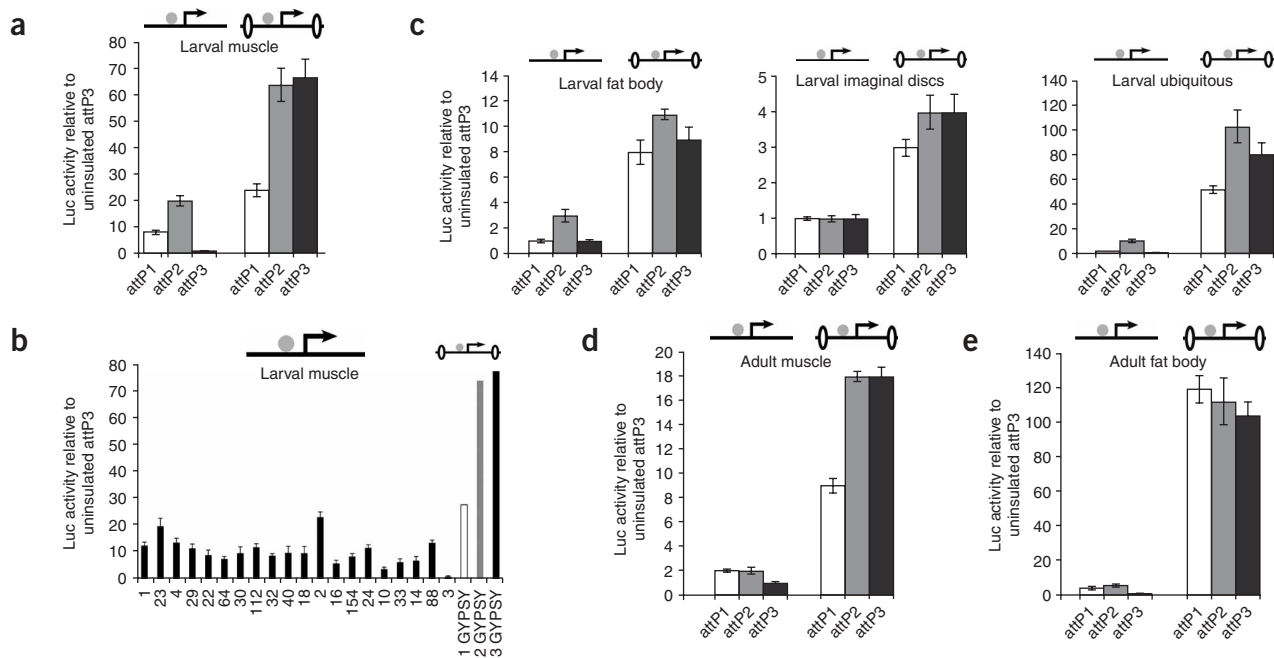 a
Larval muscle
Luc activity relative to
uninsulated attP3
80
70
60
50
40
30
20
10
0
attP1
attP2
attP3
attP1
attP2
attP3
c
Larval fat body
Luc activity relative to
uninsulated attP3
14
12
10
8
6
4
2
0
attP1
attP2
attP3
attP1
attP2
attP3
Larval imaginal discs
5
4
3
2
1
0
attP1
attP2
attP3
attP1
attP2
attP3
Larval ubiquitous
140
120
100
80
60
40
20
0
attP1
attP2
attP3
attP1
attP2
attP3
b
Larval muscle
Luc activity relative to
uninsulated attP3
80
70
60
50
40
30
20
10
0
1
23
4
29
22
64
30
112
32
40
18
2
16
154
24
10
33
14
88
3
1 GYPSY
2 GYPSY
3 GYPSY
d
Adult muscle
Luc activity relative to
uninsulated attP3
20
18
16
14
12
10
8
6
4
2
0
attP1
attP2
attP3
attP1
attP2
attP3
e
Adult fat body
Luc activity relative to
uninsulated attP3
140
120
100
80
60
40
20
0
attP1
attP2
attP3
attP1
attP2
attP3